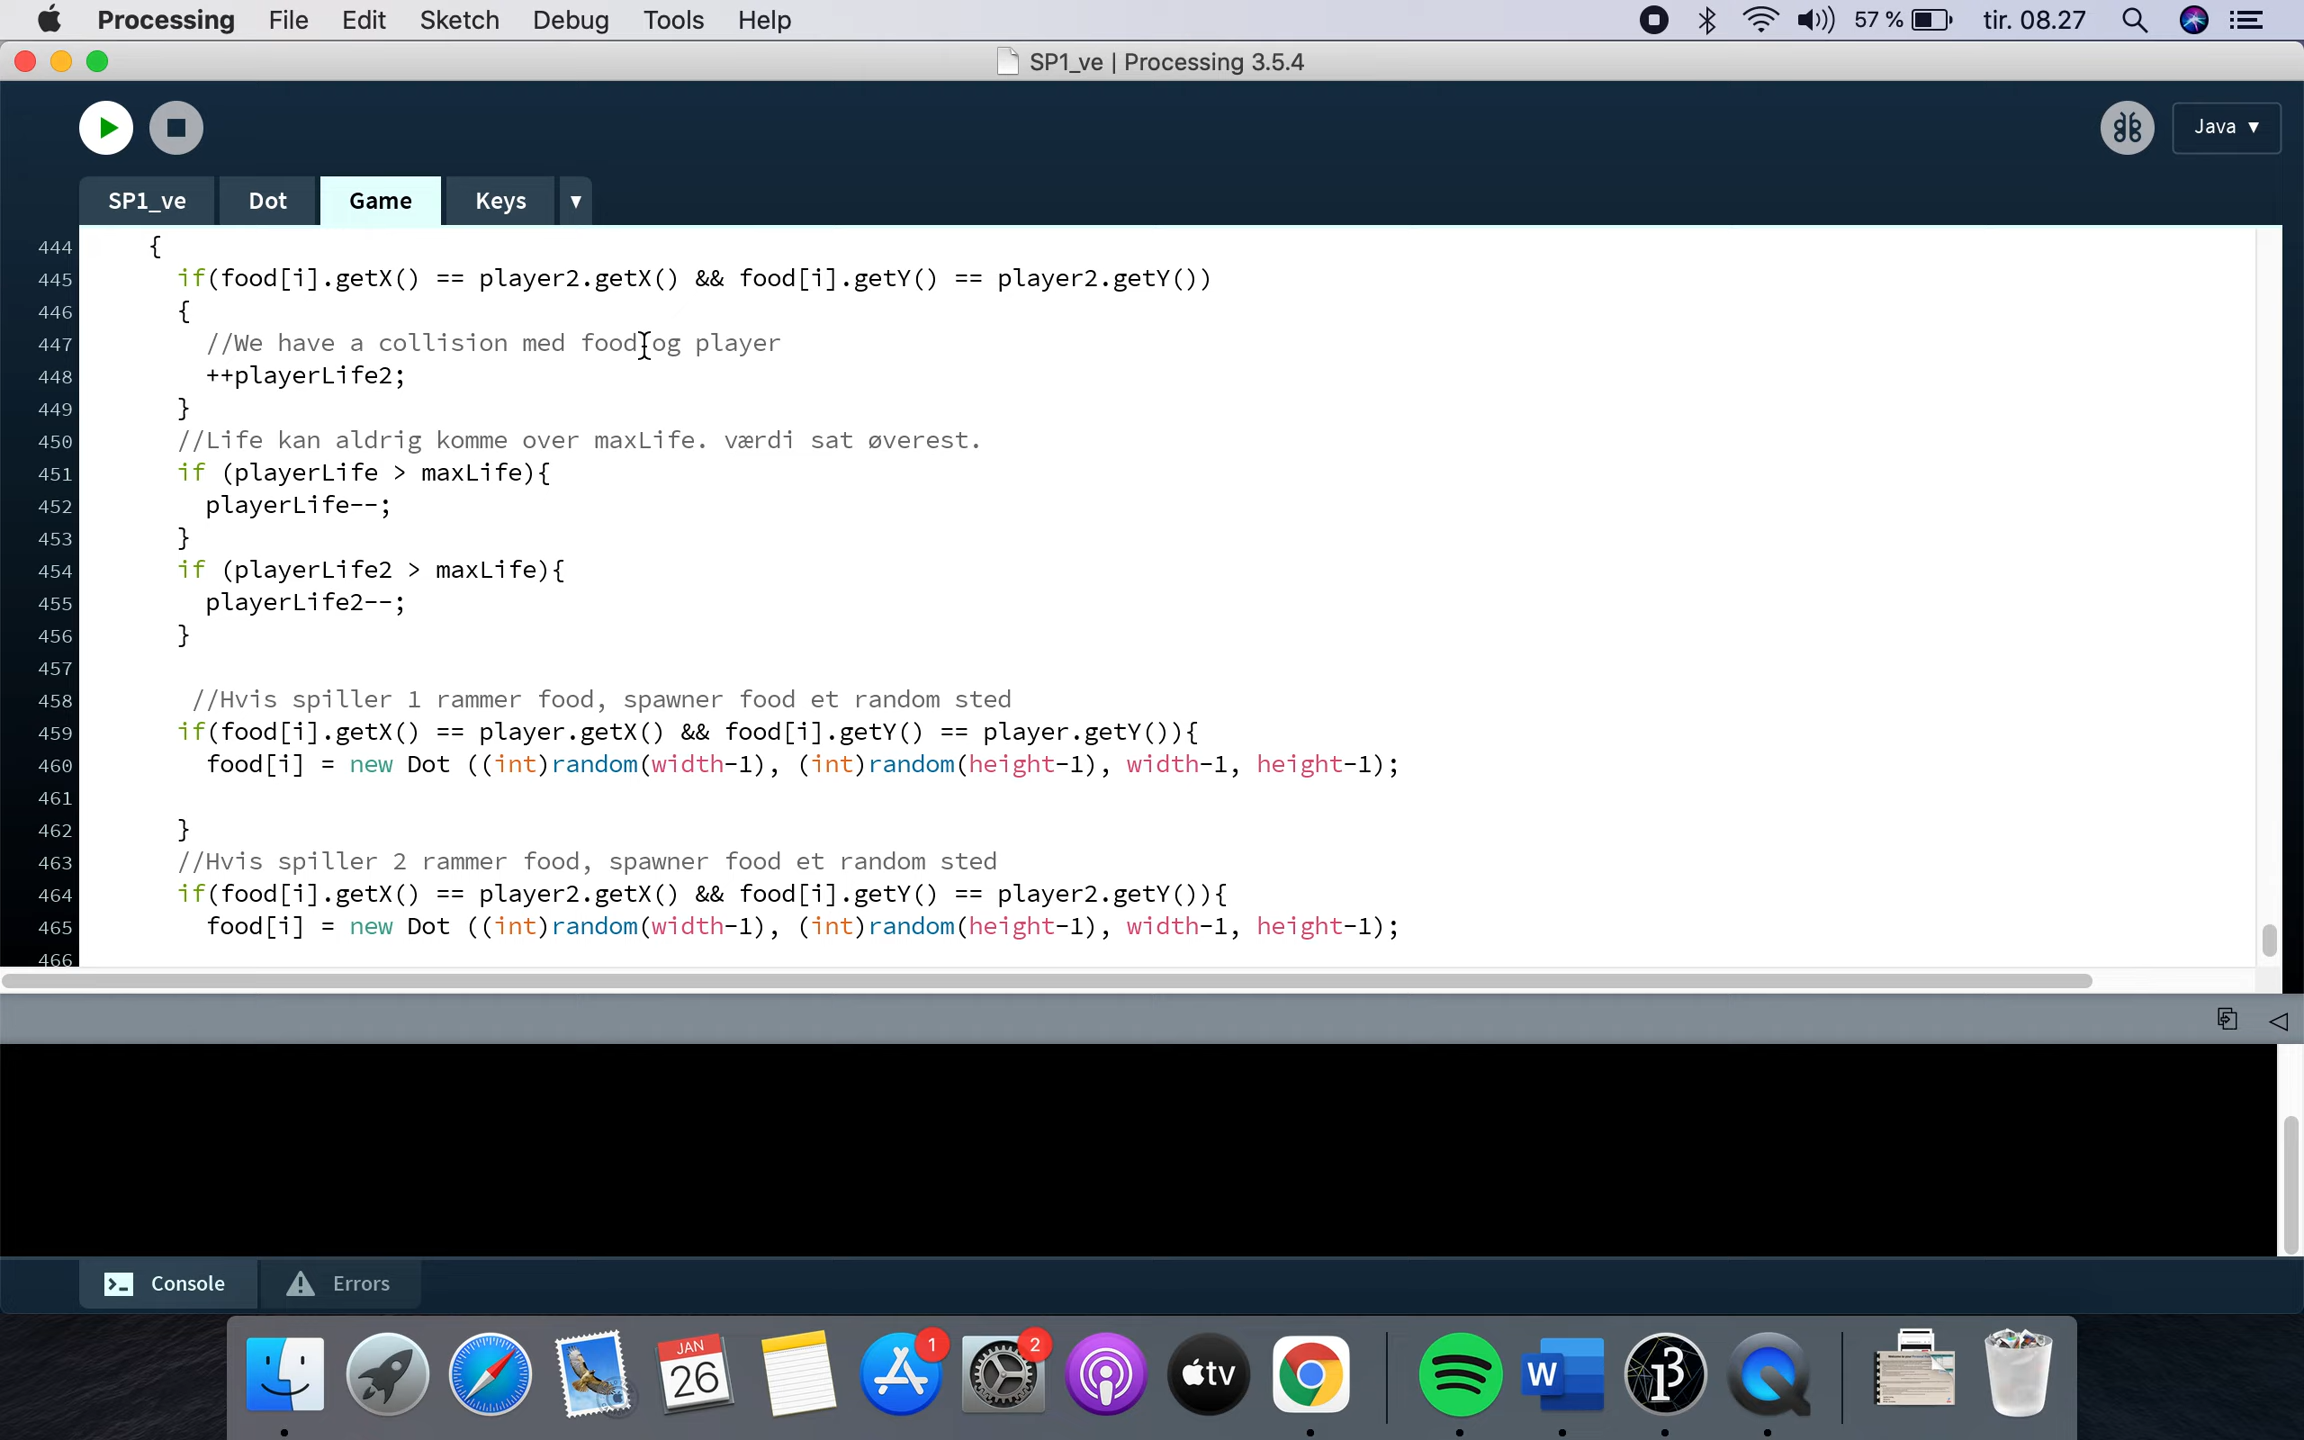 Processing File Edit Sketch Debug Tools Help 57 % tir. 08.27
SP1_ve | Processing 3.5.4
Java ▼
SP1_ve Dot Game Keys ▼
444 {
445 if(food[i].getX() == player2.getX() && food[i].getY() == player2.getY())
446 {
447 //We have a collision med food og player
448 ++playerLife2;
449 }
450 //Life kan aldrig komme over maxLife. værdi sat øverest.
451 if (playerLife > maxLife){
452 playerLife--;
453 }
454 if (playerLife2 > maxLife){
455 playerLife2--;
456 }
457
458 //Hvis spiller 1 rammer food, spawner food et random sted
459 if(food[i].getX() == player.getX() && food[i].getY() == player.getY()){
460 food[i] = new Dot ((int)random(width-1), (int)random(height-1), width-1, height-1);
461
462 }
463 //Hvis spiller 2 rammer food, spawner food et random sted
464 if(food[i].getX() == player2.getX() && food[i].getY() == player2.getY()){
465 food[i] = new Dot ((int)random(width-1), (int)random(height-1), width-1, height-1);
466
Console Errors
JAN
26
1
2
tv
W